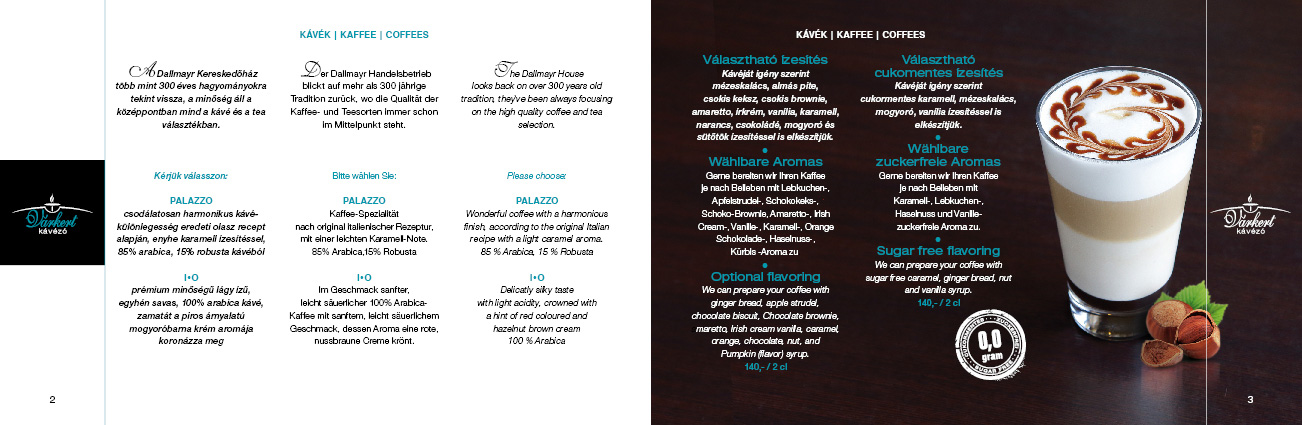 KÁVÉK | KAFFEE | COFFEES
A Dallmayr Kereskedőház
több mint 300 éves hagyományokra
tekint vissza, a minőség áll a
középpontban mind a kávé és a tea
választékban.
Der Dallmayr Handelsbetrieb
blickt auf mehr als 300 jährige
Tradition zurück, wo die Qualität der
Kaffee- und Teesorten immer schon
im Mittelpunkt steht.
The Dallmayr House
looks back on over 300 years old
tradition, they've been always focusing
on the high quality coffee and tea
selection.
Várkert
kávézó
Kérjük válasszon:
PALAZZO
csodálatosan harmonikus kávé-
különlegesség eredeti olasz recept
alapján, enyhe karamell ízesítéssel,
85% arabica, 15% robusta kávéból
I•O
prémium minőségű lágy ízű,
egyhén savas, 100% arabica kávé,
zamatát a piros árnyalatú
mogyoróbarna krém aromája
koronázza meg
Bitte wählen Sie:
PALAZZO
Kaffee-Spezialität
nach original italienischer Rezeptur,
mit einer leichten Karamell-Note.
85% Arabica,15% Robusta
I•O
Im Geschmack sanfter,
leicht säuerlicher 100% Arabica-
Kaffee mit sanftem, leicht säuerlichem
Geschmack, dessen Aroma eine rote,
nussbraune Creme krönt.
Please choose:
PALAZZO
Wonderful coffee with a harmonious
finish, according to the original Italian
recipe with a light caramel aroma.
85 % Arabica, 15 % Robusta
I•O
Delicatly silky taste
with light acidity, crowned with
a hint of red coloured and
hazelnut brown cream
100 % Arabica
2
KÁVÉK | KAFFEE | COFFEES
Választható ízesítés
Kávéját igény szerint
mézeskalács, almás pite,
csokis keksz, csokis brownie,
amaretto, írkrém, vanília, karamell,
narancs, csokoládé, mogyoró és
sütőtök ízesítéssel is elkészítjük.
Wählbare Aromas
Gerne bereiten wir Ihren Kaffee
je nach Belieben mit Lebkuchen-,
Apfelstrudel-, Schokokeks-,
Schoko-Brownie, Amaretto-, Irish
Cream-, Vanille-, Karamell-, Orange
Schokolade-, Haselnuss-,
Kürbis -Aroma zu
Optional flavoring
We can prepare your coffee with
ginger bread, apple strudel,
chocolate biscuit, Chocolate brownie,
maretto, Irish cream vanilla, caramel,
orange, chocolate, nut, and
Pumpkin (flavor) syrup.
140,- / 2 cl
Választható
cukomentes ízesítés
Kávéját igény szerint
cukormentes karamell, mézeskalács,
mogyoró, vanília ízesítéssel is
elkészítjük.
Wählbare
zuckerfreie Aromas
Gerne bereiten wir Ihren Kaffee
je nach Belieben mit
Karamell-, Lebkuchen-,
Haselnuss und Vanille-
zuckerfreie Aroma zu.
Sugar free flavoring
We can prepare your coffee with
sugar free caramel, ginger bread, nut
and vanilla syrup.
140,- / 2 cl
CUKORMENTES
ZUCKERFREI
0,0
gram
SUGAR FREE
Várkert
kávézó
3